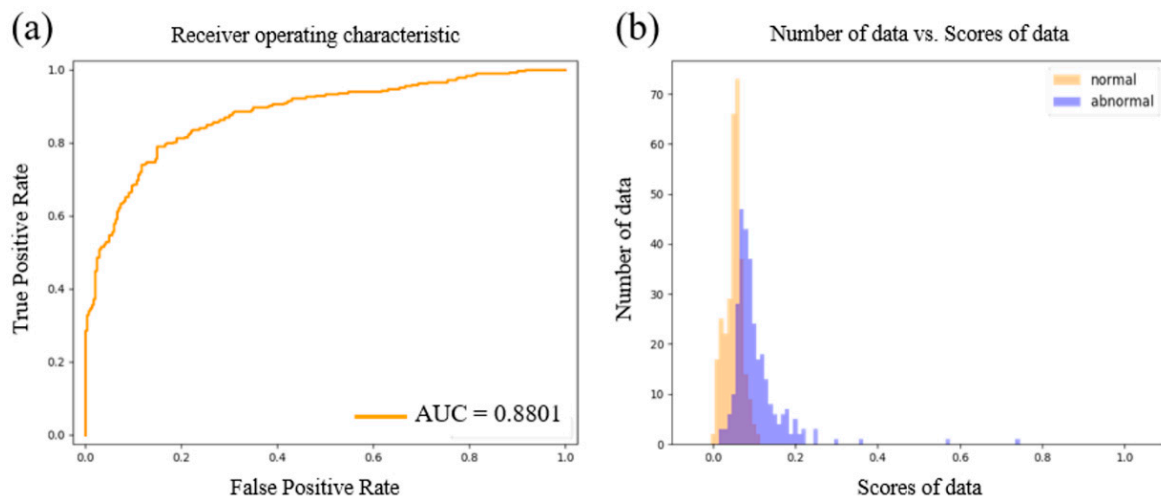 (a)
Receiver operating characteristic
1.0
0.8
0.6
0.4
0.2
0.0
True Positive Rate
AUC = 0.8801
0.0 0.2 0.4 0.6 0.8 1.0
False Positive Rate
(b)
Number of data vs. Scores of data
normal
abnormal
70
60
50
40
30
20
10
0
Number of data
0.0 0.2 0.4 0.6 0.8 1.0
Scores of data